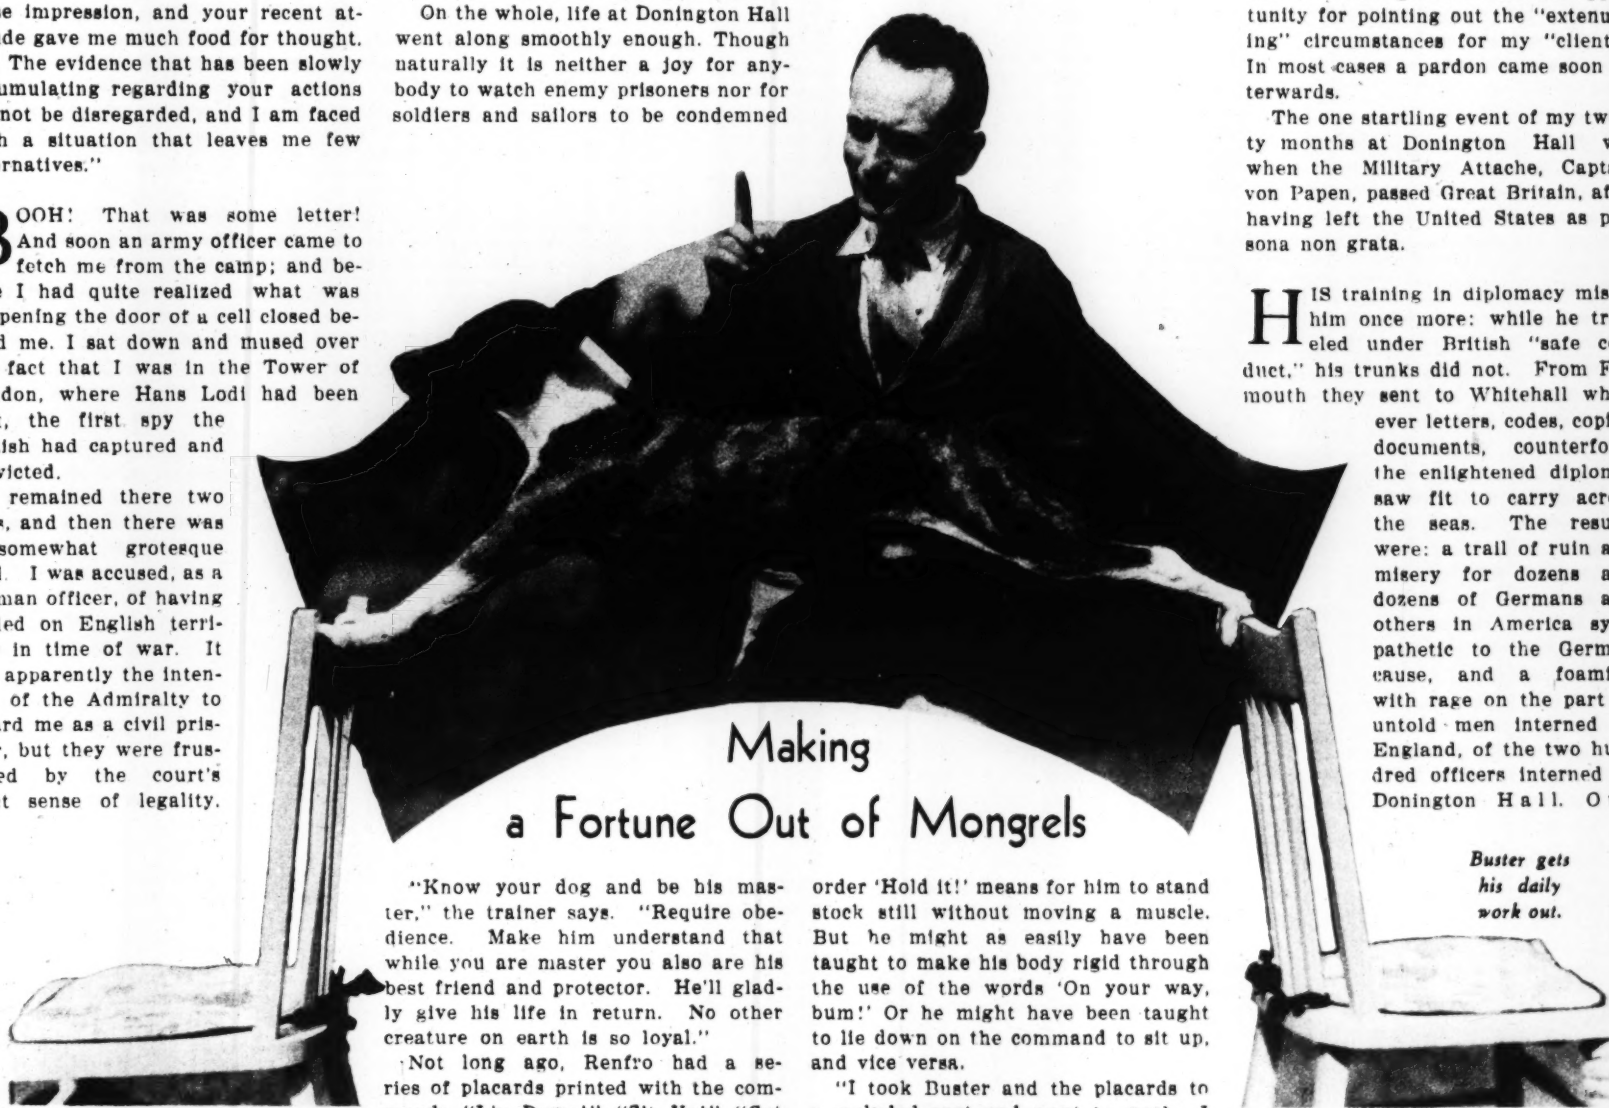 e impression, and your recent at-
de gave me much food for thought.
The evidence that has been slowly
umulating regarding your actions
not be disregarded, and I am faced
h a situation that leaves me few
rnatives."
BOOH! That was some letter!
And soon an army officer came to
fetch me from the camp; and be-
e I had quite realized what was
pening the door of a cell closed be-
d me. I sat down and mused over
fact that I was in the Tower of
don, where Hans Lodi had been
t, the first spy the
ish had captured and
victed.
remained there two
s, and then there was
somewhat grotesque
l. I was accused, as a
man officer, of having
ed on English terri-
in time of war. It
apparently the inten-
of the Admiralty to
ard me as a civil pris-
r, but they were frus-
ed by the court's
t sense of legality.
On the whole, life at Donington Hall
went along smoothly enough. Though
naturally it is neither a joy for any-
body to watch enemy prisoners nor for
soldiers and sailors to be condemned
tunity for pointing out the "extenu
ing" circumstances for my "client
In most cases a pardon came soon
terwards.
The one startling event of my tw
ty months at Donington Hall w
when the Military Attache, Capt
von Papen, passed Great Britain, af
having left the United States as p
sona non grata.
HIS training in diplomacy mis
him once more: while he tr
eled under British "safe c
duct," his trunks did not. From F
mouth they sent to Whitehall wh
ever letters, codes, copi
documents, counterfo
the enlightened diplom
saw fit to carry acr
the seas. The resu
were: a trail of ruin a
misery for dozens a
dozens of Germans a
others in America sy
pathetic to the Germ
cause, and a foami
with rage on the part
untold men interned
England, of the two hu
dred officers interned
Donington Hall. O
Making
a Fortune Out of Mongrels
"Know your dog and be his mas-
ter," the trainer says. "Require obe-
dience. Make him understand that
while you are master you also are his
best friend and protector. He'll glad-
ly give his life in return. No other
creature on earth is so loyal."
Not long ago, Renfro had a se-
ries of placards printed with the com-
order 'Hold it!' means for him to stand
stock still without moving a muscle.
But he might as easily have been
taught to make his body rigid through
the use of the words 'On your way,
bum!' Or he might have been taught
to lie down on the command to sit up,
and vice versa.
"I took Buster and the placards to
Buster gets
his daily
work out.